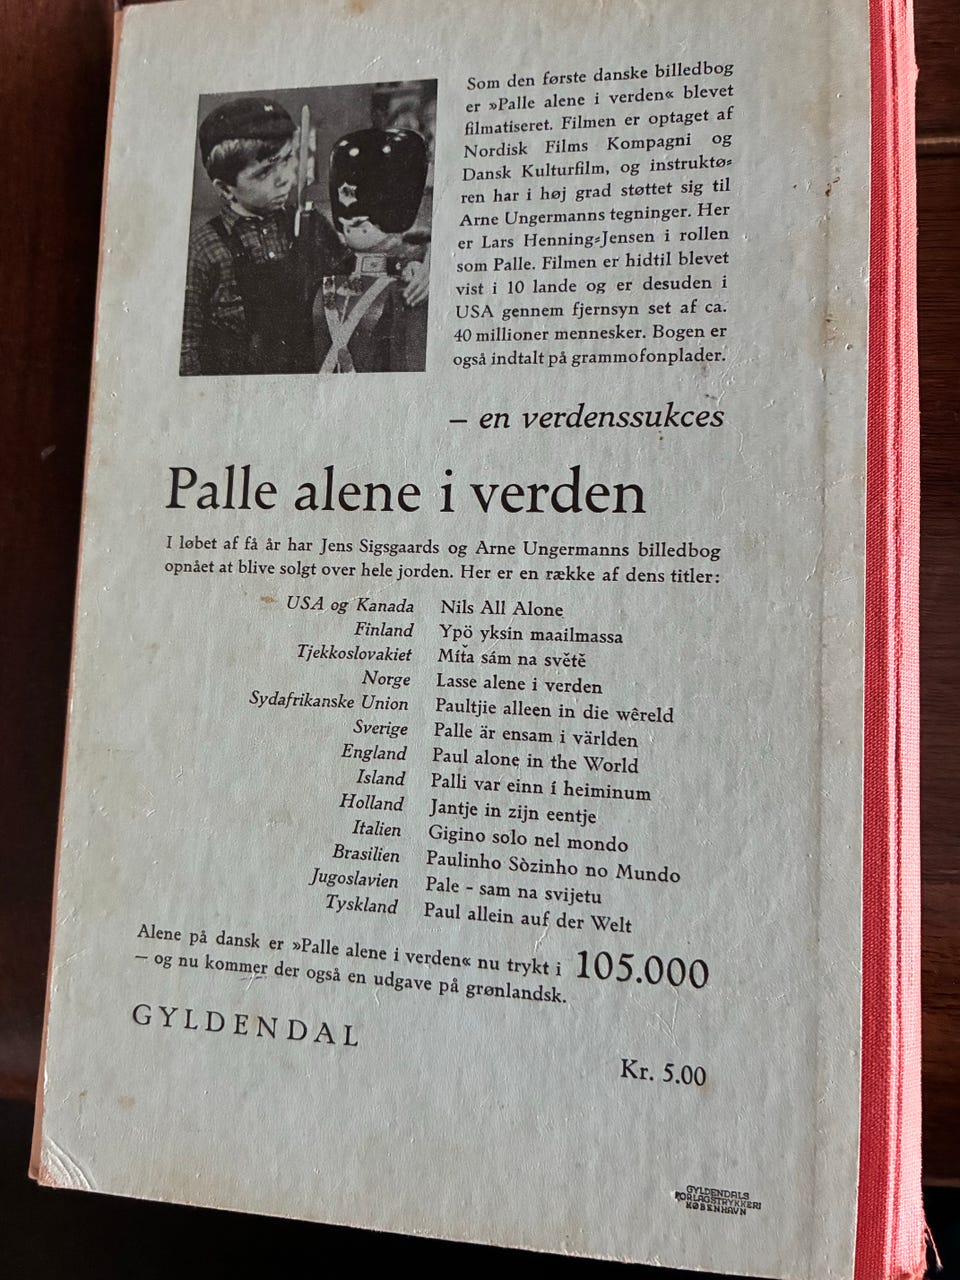 Som den første danske billedbog
er »Palle alene i verden« blevet
filmatiseret. Filmen er optaget af
Nordisk Films Kompagni og
Dansk Kulturfilm, og instruktø-
ren har i høj grad støttet sig til
Arne Ungermanns tegninger. Her
er Lars Henning-Jensen i rollen
som Palle. Filmen er hidtil blevet
vist i 10 lande og er desuden i
USA gennem fjernsyn set af ca.
40 millioner mennesker. Bogen er
også indtalt på grammofonplader.
– en verdenssukces
Palle alene i verden
I løbet af få år har Jens Sigsgaards og Arne Ungermanns billedbog
opnået at blive solgt over hele jorden. Her er en række af dens titler:
USA og Kanada Nils All Alone
Finland Ypö yksin maailmassa
Tjekkoslovakiet Míťa sám na světě
Norge Lasse alene i verden
Sydafrikanske Union Paultjie alleen in die wêreld
Sverige Palle är ensam i världen
England Paul alone in the World
Island Palli var einn í heiminum
Holland Jantje in zijn eentje
Italien Gigino solo nel mondo
Brasilien Paulinho Sòzinho no Mundo
Jugoslavien Pale - sam na svijetu
Tyskland Paul allein auf der Welt
Alene på dansk er »Palle alene i verden« nu trykt i 105.000
– og nu kommer der også en udgave på grønlandsk.
GYLDENDAL
Kr. 5.00
GYLDENDALS
FORLAGSTRYKKERI
KØBENHAVN